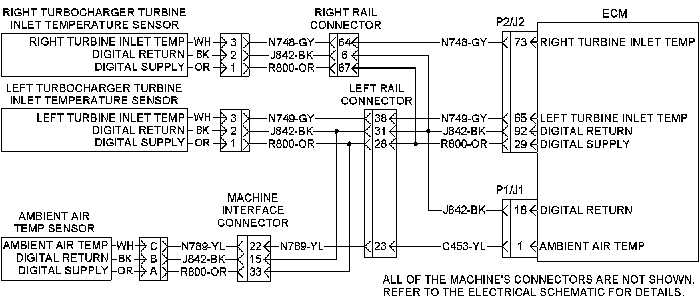 RIGHT TURBOCHARGER TURBINE
INLET TEMPERATURE SENSOR
RIGHT RAIL
CONNECTOR
P2/J2
ECM
RIGHT TURBINE INLET TEMP WH 3 N748-GY 64 N748-GY 73 RIGHT TURBINE INLET TEMP
DIGITAL RETURN BK 2 J842-BK 6
DIGITAL SUPPLY OR 1 R800-OR 67
LEFT TURBOCHARGER TURBINE
INLET TEMPERATURE SENSOR
LEFT RAIL
CONNECTOR
LEFT TURBINE INLET TEMP WH 3 N749-GY 38 N749-GY 65 LEFT TURBINE INLET TEMP
DIGITAL RETURN BK 2 J842-BK 31 J842-BK 92 DIGITAL RETURN
DIGITAL SUPPLY OR 1 R800-OR 28 R800-OR 29 DIGITAL SUPPLY
MACHINE
INTERFACE
CONNECTOR
P1/J1
J842-BK 18 DIGITAL RETURN
AMBIENT AIR
TEMP SENSOR
AMBIENT AIR TEMP WH C N789-YL 22 N789-YL 23 C453-YL 1 AMBIENT AIR TEMP
DIGITAL RETURN BK B J842-BK 15
DIGITAL SUPPLY OR A R800-OR 33
ALL OF THE MACHINE'S CONNECTORS ARE NOT SHOWN.
REFER TO THE ELECTRICAL SCHEMATIC FOR DETAILS.